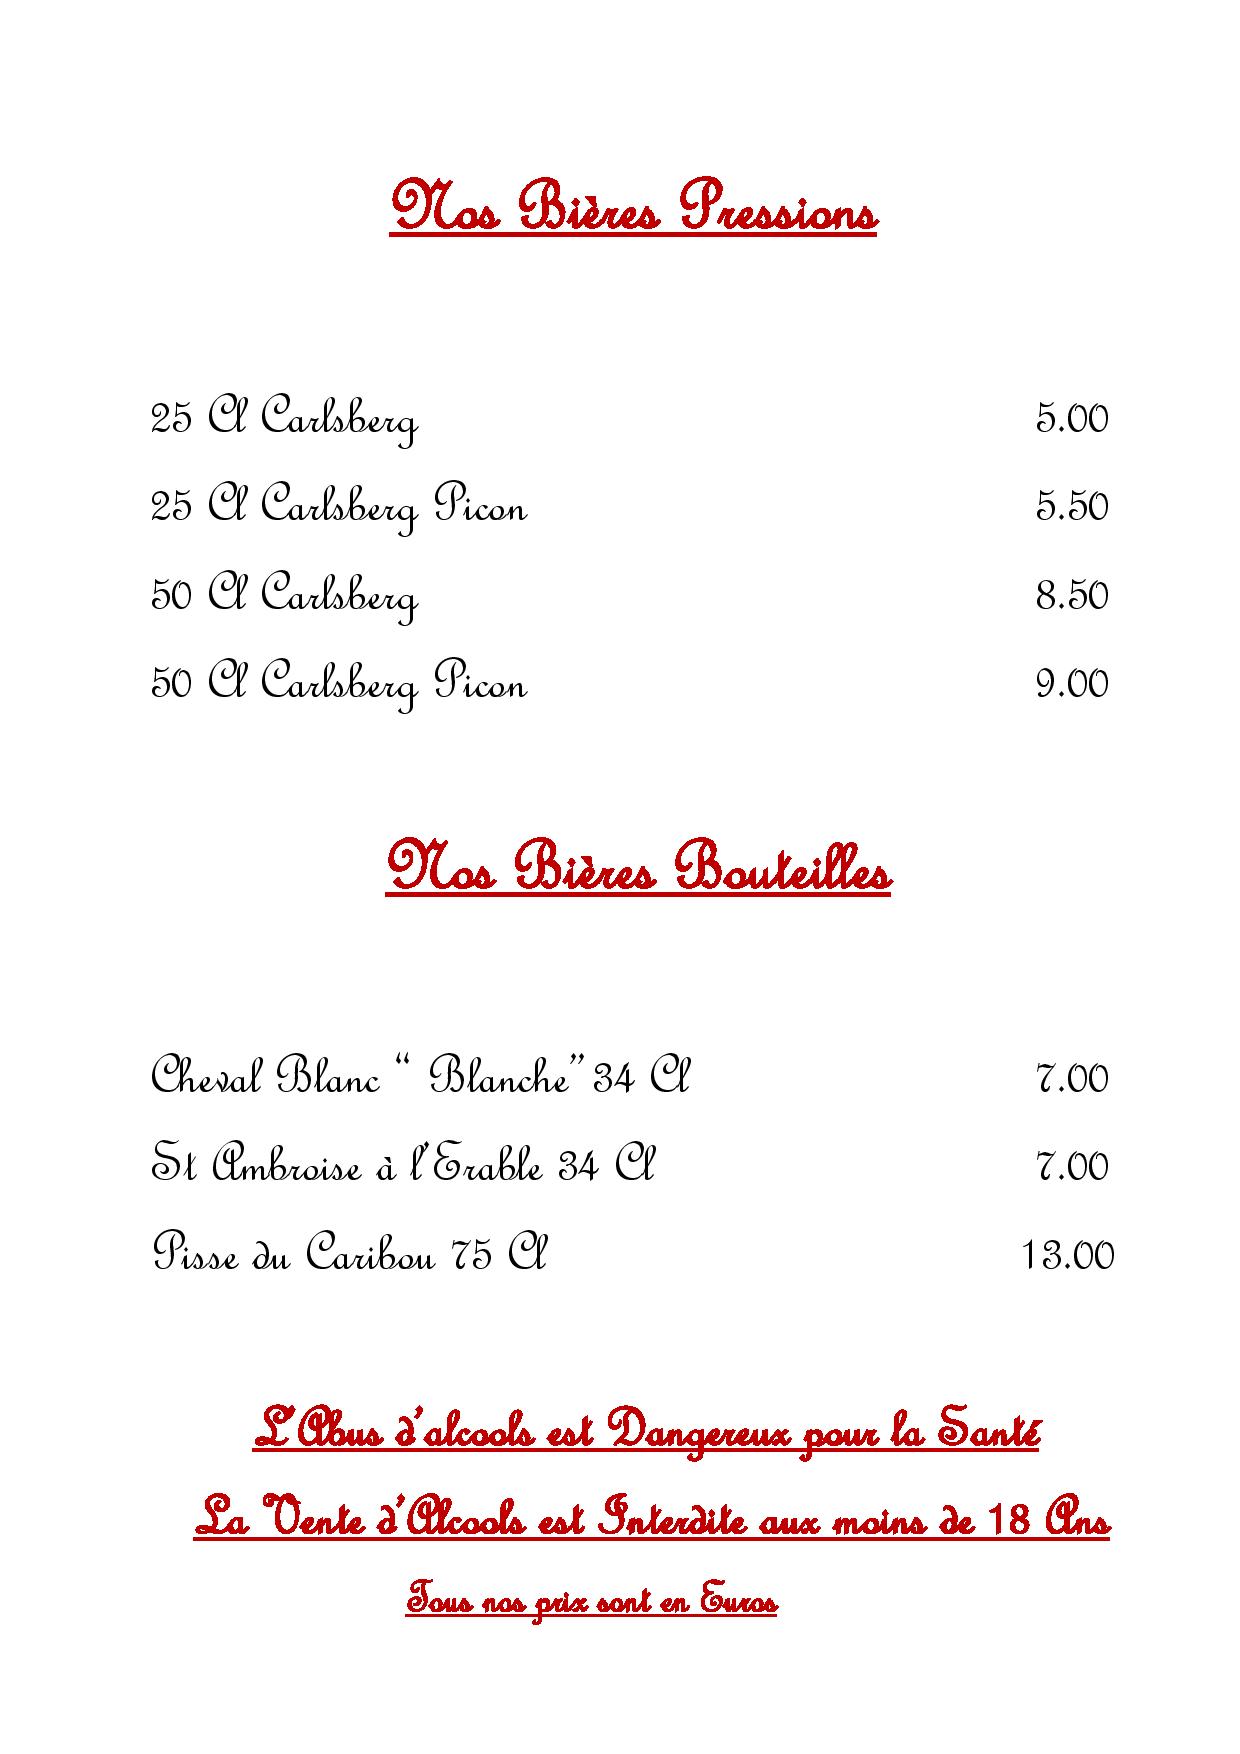 Nos Bières Pressions
25 Cl Carlsberg 5.00
25 Cl Carlsberg Picon 5.50
50 Cl Carlsberg 8.50
50 Cl Carlsberg Picon 9.00
Nos Bières Bouteilles
Cheval Blanc “ Blanche” 34 Cl 7.00
St Ambroise à l’Erable 34 Cl 7.00
Pisse du Caribou 75 Cl 13.00
L’Abus d’alcools est Dangereux pour la Santé
La Vente d’Alcools est Interdite aux moins de 18 Ans
Tous nos prix sont en Euros